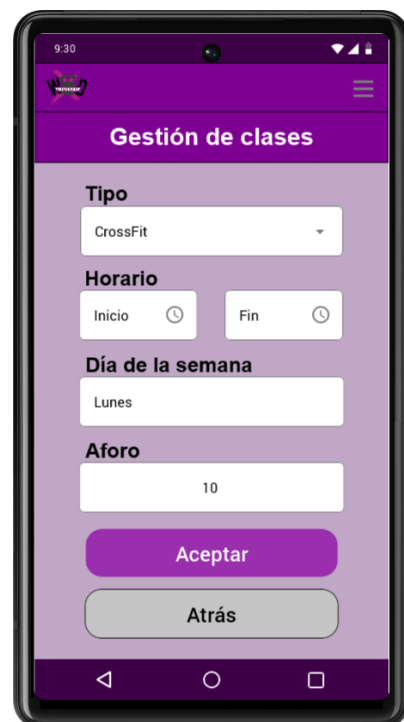 9:30
WOD
Gestión de clases
Tipo
CrossFit
Horario
Inicio
Fin
Día de la semana
Lunes
Aforo
10
Aceptar
Atrás